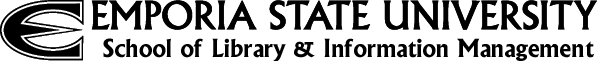 EMPORIA STATE UNIVERSITY
School of Library & Information Management